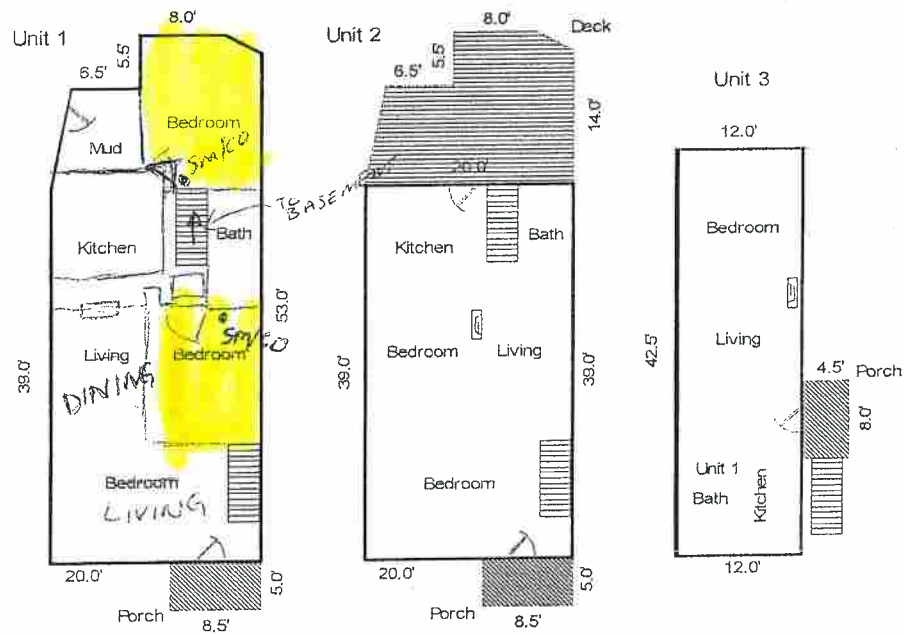 Unit 1
8.0'
5.5'
6.5'
Bedroom
Mud
Sm/CO
TO BASEMENT
Kitchen
Bath
53.0'
Sm/CO
Living
Bedroom
DINING
39.0'
Bedroom
LIVING
20.0'
5.0'
Porch
8.5'
Unit 2
8.0'
Deck
5.5'
6.5'
14.0'
20.0'
Kitchen
Bath
Bedroom
Living
39.0'
39.0'
Bedroom
20.0'
5.0'
Porch
8.5'
Unit 3
12.0'
Bedroom
Living
42.5'
4.5'
Porch
8.0'
Unit 1
Bath
Kitchen
12.0'